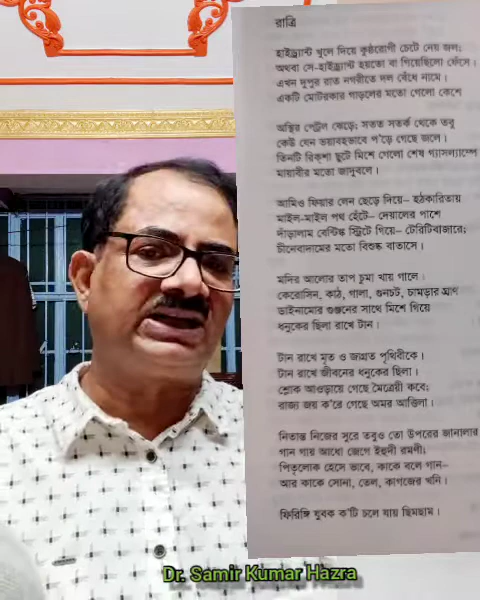 রাত্রি
হাইড্র্যান্ট খুলে দিয়ে কুষ্ঠরোগী চেটে নেয় জল;
অথবা সে-হাইড্র্যান্ট হয়তো বা গিয়েছিলো ফেঁসে।
এখন দুপুর রাত নগরীতে দল বেঁধে নামে।
একটি মোটরকার গাড়লের মতো গেলো কেশে
অস্থির পেট্রল ঝেড়ে; সতত সতর্ক থেকে তবু
কেউ যেন ভয়াবহভাবে প'ড়ে গেছে জলে।
তিনটি রিক্শা ছুটে মিশে গেলো শেষ গ্যাসল্যাম্পে
মায়াবীর মতো জাদুবলে।
আমিও ফিয়ার লেন ছেড়ে দিয়ে– হঠকারিতায়
মাইল-মাইল পথ হেঁটে– দেয়ালের পাশে
দাঁড়ালাম বেন্টিঙ্ক স্ট্রিটে গিয়ে– টেরিটিবাজারে;
চীনেবাদামের মতো বিশুষ্ক বাতাসে।
মদির আলোর তাপ চুমা খায় গালে।
কেরোসিন, কাঠ, গালা, গুনচট, চামড়ার ঘ্রাণ
ডাইনামোর গুঞ্জনের সাথে মিশে গিয়ে
ধনুকের ছিলা রাখে টান।
টান রাখে মৃত ও জাগ্রত পৃথিবীকে।
টান রাখে জীবনের ধনুকের ছিলা।
শ্লোক আওড়ায়ে গেছে মৈত্রেয়ী কবে;
রাজ্য জয় ক'রে গেছে অমর আত্তিলা।
নিতান্ত নিজের সুরে তবুও তো উপরের জানালার
গান গায় আধো জেগে ইহুদী রমণী;
পিতৃলোক হেসে ভাবে, কাকে বলে গান–
আর কাকে সোনা, তেল, কাগজের খনি।
ফিরিঙ্গি যুবক ক'টি চলে যায় ছিমছাম।
Dr. Samir Kumar Hazra